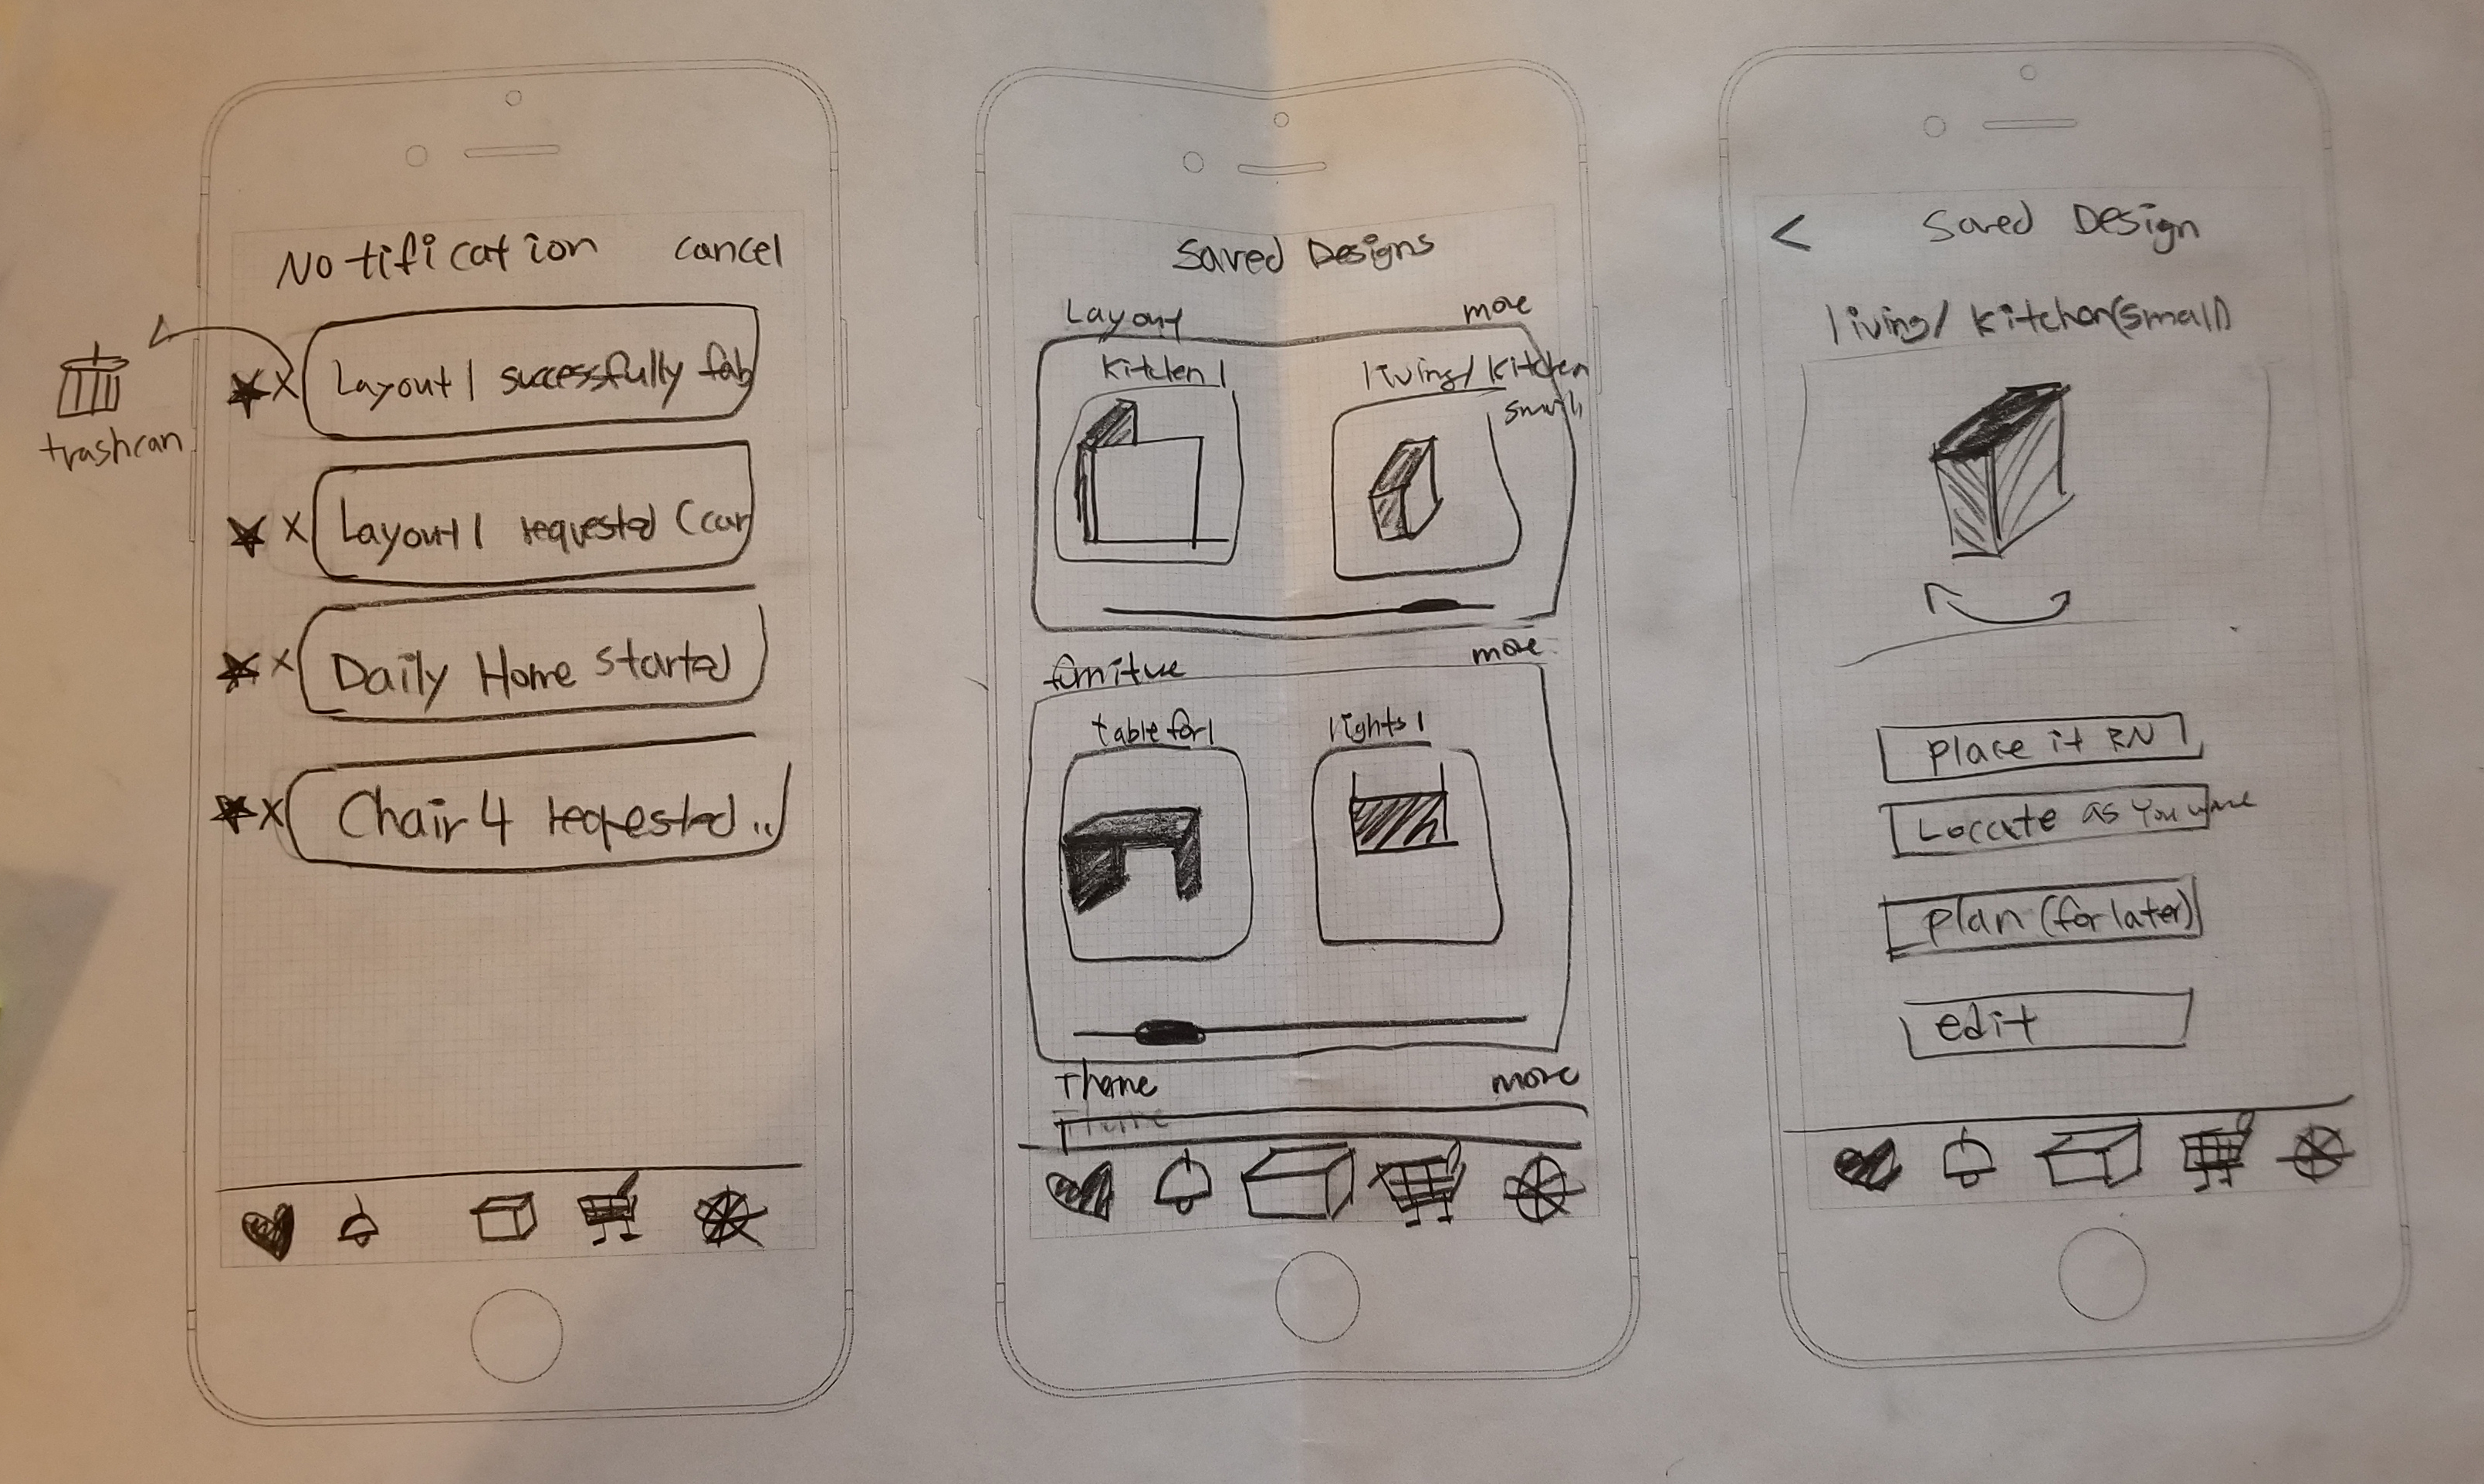 Notification cancel
trashcan
X Layout 1 successfully fab
X Layout 1 requested (
X Daily Home started
X Chair 4 requested..
Saved Designs
Layout more
Kitchen 1 living/kitchen
small
furniture more
table for 1 lights 1
Theme more
Theme
< Saved Design
living/kitchen(small)
place it RN!
Locate as you
plan (for later)
edit